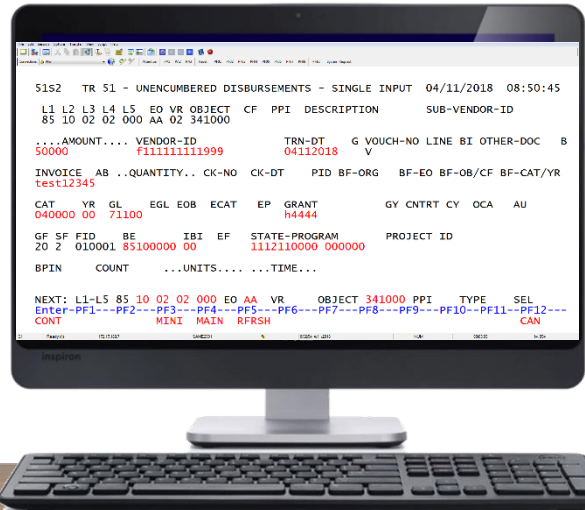 51S2 TR 51 - UNENCUMBERED DISBURSEMENTS - SINGLE INPUT 04/11/2018 08:50:45
L1 L2 L3 L4 L5 EO VR OBJECT CF PPI DESCRIPTION SUB-VENDOR-ID
85 10 02 02 000 AA 02 341000
....AMOUNT.... VENDOR-ID TRN-DT G VOUCH-NO LINE BI OTHER-DOC B
50000 f111111111999 04112018 V
INVOICE AB ..QUANTITY.. CK-NO CK-DT PID BF-ORG BF-EO BF-OB/CF BF-CAT/YR
test12345
CAT YR GL EGL EOB ECAT EP GRANT GY CNTRT CY OCA AU
040000 00 71100 h4444
GF SF FID BE IBI EF STATE-PROGRAM PROJECT ID
20 2 010001 85100000 00 1112110000 000000
BPIN COUNT ...UNITS.... ...TIME...
NEXT: L1-L5 85 10 02 02 000 EO AA VR OBJECT 341000 PPI TYPE SEL
Enter-PF1---PF2---PF3---PF4---PF5---PF6---PF7---PF8---PF9---PF10--PF11--PF12---
CONT MINI MAIN RFRSH CAN
inspiron